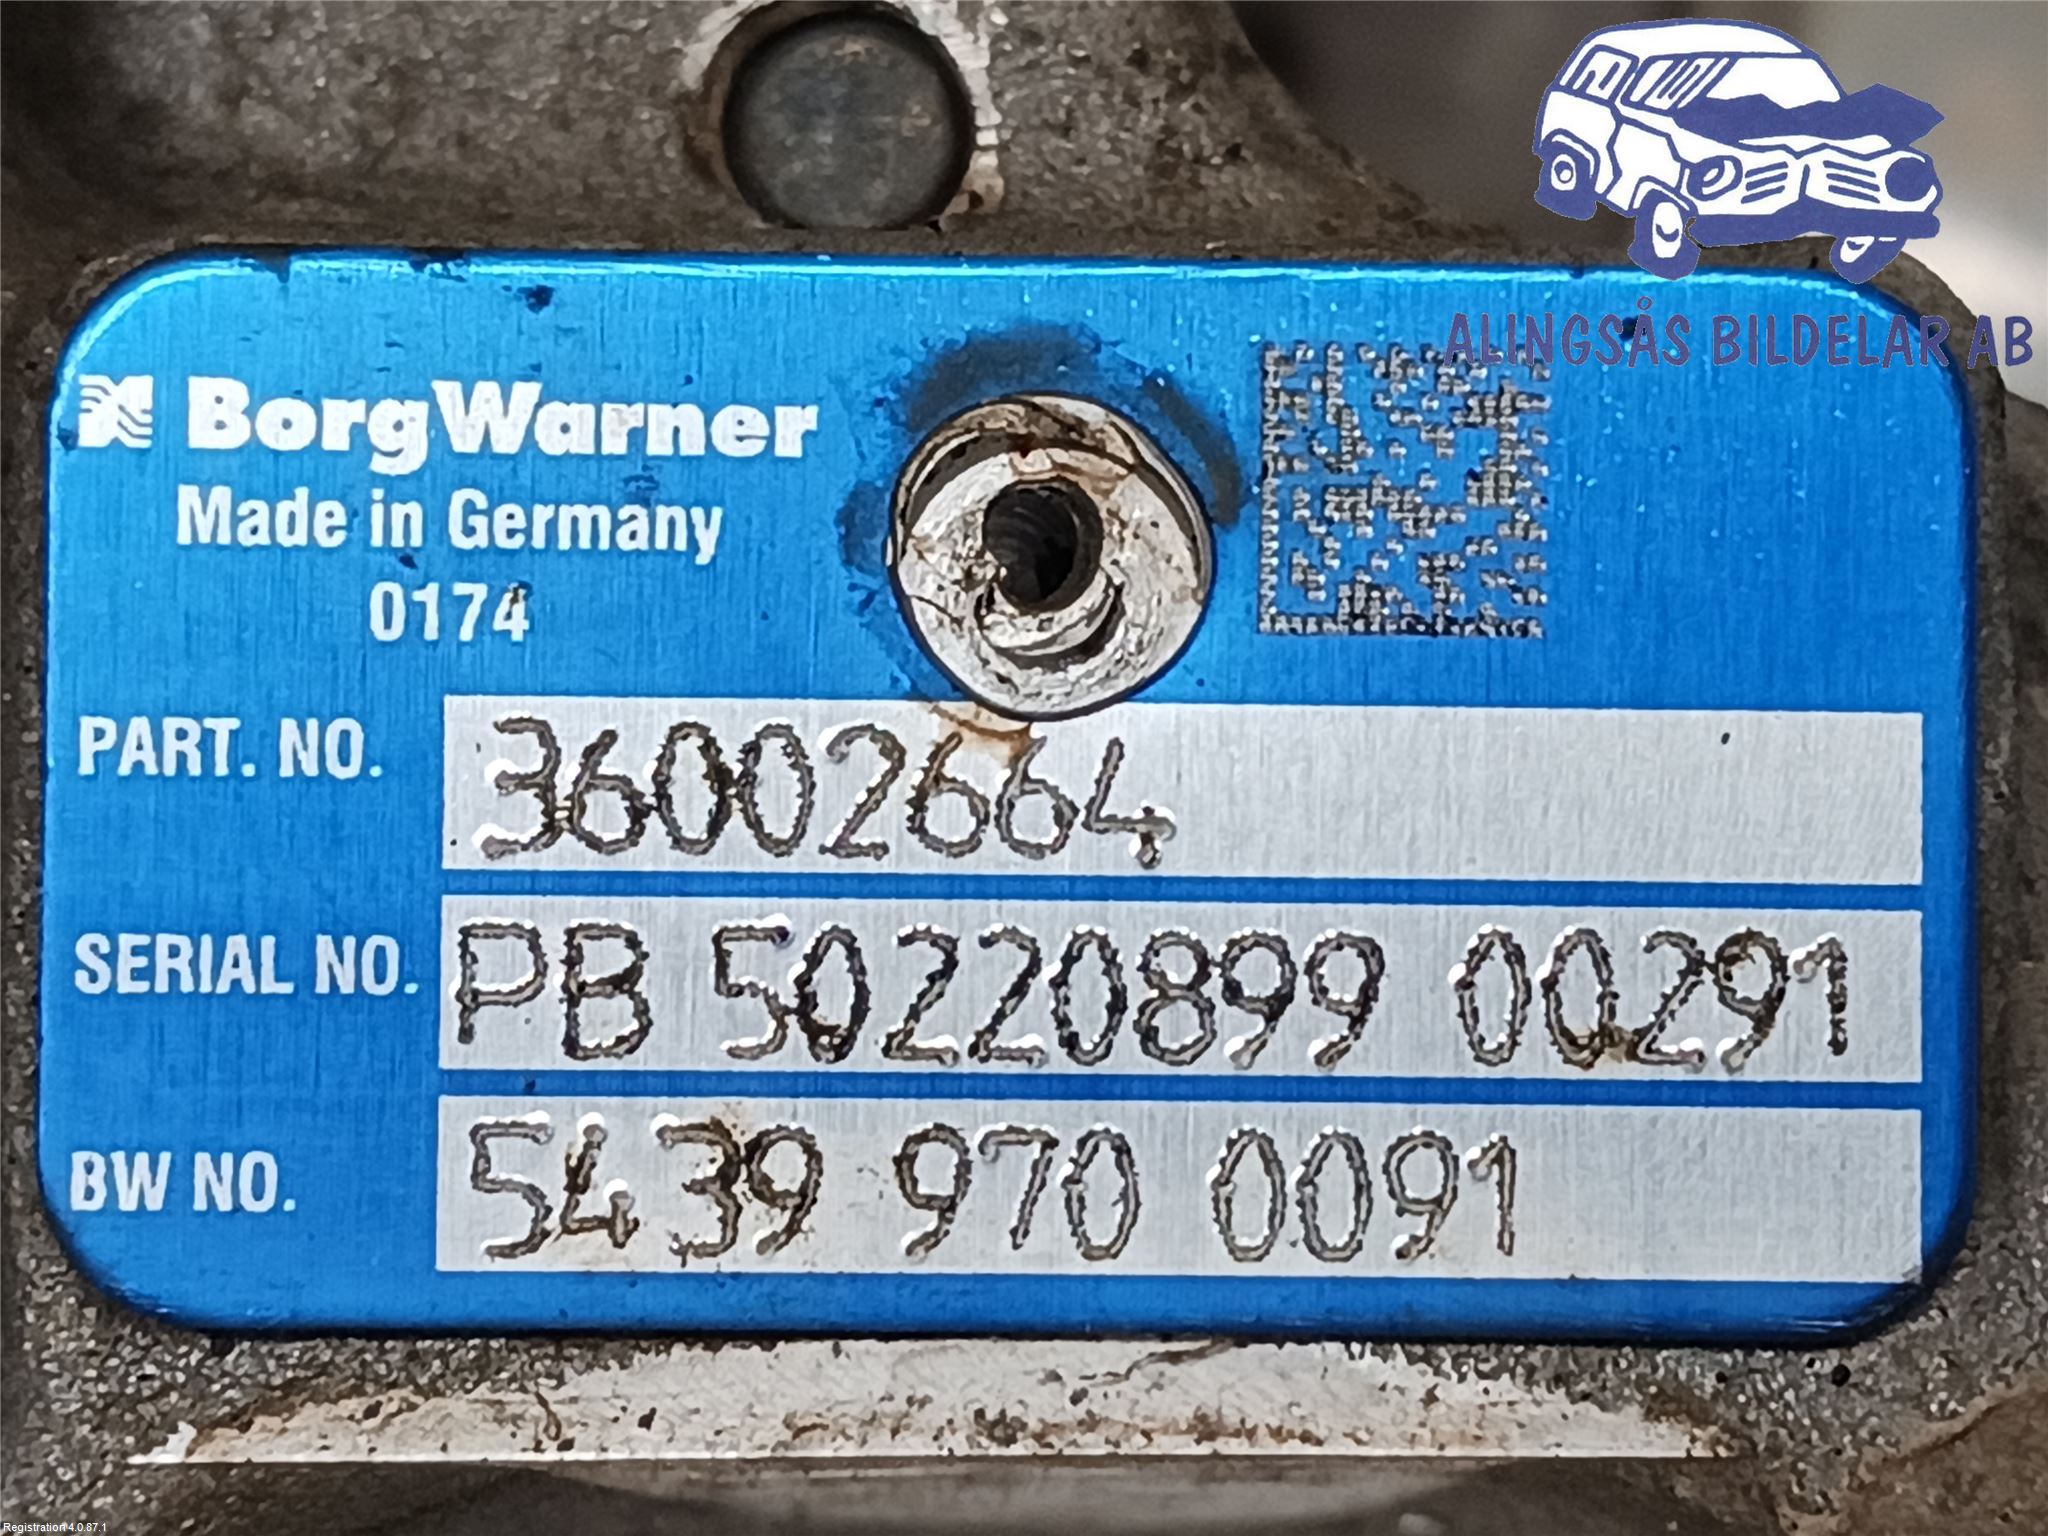 ALINGSÅS BILDELAR AB
BorgWarner
Made in Germany
0174
PART. NO. 36002664
SERIAL NO. PB 50220899 00291
BW NO. 5439 970 0091
Registration 4.0.87.1